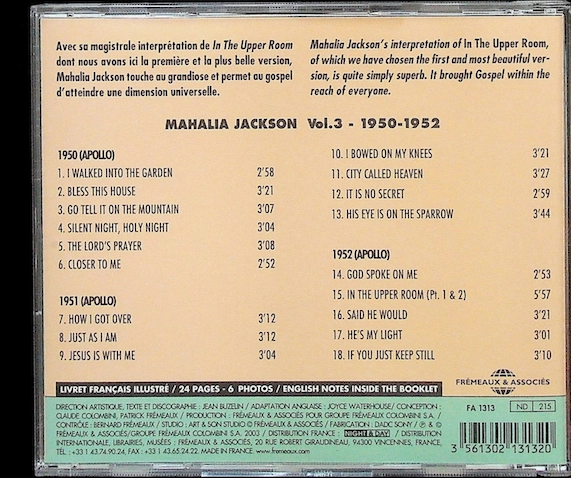 Avec sa magistrale interprétation de In The Upper Room
dont nous avons ici la première et la plus belle version,
Mahalia Jackson touche au grandiose et permet au gospel
d'atteindre une dimension universelle.
Mahalia Jackson's interpretation of In The Upper Room,
of which we have chosen the first and most beautiful ver-
sion, is quite simply superb. It brought Gospel within the
reach of everyone.
MAHALIA JACKSON Vol.3 - 1950-1952
1950 (APOLLO)
1. I WALKED INTO THE GARDEN 2'58
2. BLESS THIS HOUSE 3'21
3. GO TELL IT ON THE MOUNTAIN 3'07
4. SILENT NIGHT, HOLY NIGHT 3'04
5. THE LORD'S PRAYER 3'08
6. CLOSER TO ME 2'52
1951 (APOLLO)
7. HOW I GOT OVER 3'12
8. JUST AS I AM 3'12
9. JESUS IS WITH ME 3'04
10. I BOWED ON MY KNEES 3'21
11. CITY CALLED HEAVEN 3'27
12. IT IS NO SECRET 2'59
13. HIS EYE IS ON THE SPARROW 3'44
1952 (APOLLO)
14. GOD SPOKE ON ME 2'53
15. IN THE UPPER ROOM (Pt. 1 & 2) 5'57
16. SAID HE WOULD 3'21
17. HE'S MY LIGHT 3'01
18. IF YOU JUST KEEP STILL 3'10
FRÉMEAUX & ASSOCIÉS
LIVRET FRANÇAIS ILLUSTRÉ / 24 PAGES - 6 PHOTOS / ENGLISH NOTES INSIDE THE BOOKLET
DIRECTION ARTISTIQUE, TEXTE ET DISCOGRAPHIE : JEAN BUZELIN / ADAPTATION ANGLAISE : JOYCE WATERHOUSE / CONCEPTION :
CLAUDE COLOMBINI, PATRICK FRÉMEAUX / PRODUCTION : FRÉMEAUX & ASSOCIÉS POUR GROUPE FRÉMEAUX COLOMBINI S.A. /
CONTRÔLE : BERNARD FRÉMEAUX / STUDIO : ART & SON STUDIO © FRÉMEAUX & ASSOCIÉS / FABRICATION : DADC SONY / ℗ & ©
FRÉMEAUX & ASSOCIÉS/GROUPE FRÉMEAUX COLOMBINI S.A. 2003 / DISTRIBUTION FRANCE : NIGHT & DAY / DISTRIBUTION
INTERNATIONALE, LIBRAIRIES, MUSÉES : FRÉMEAUX & ASSOCIÉS, 20 RUE ROBERT GIRAUDINEAU, 94300 VINCENNES, FRANCE,
TÉL. : +33 1 43.74.90.24, FAX : +33 1 43.65.24.22. MADE IN FRANCE. www.fremeaux.com
FA 1313
ND 215
3 561302 131320